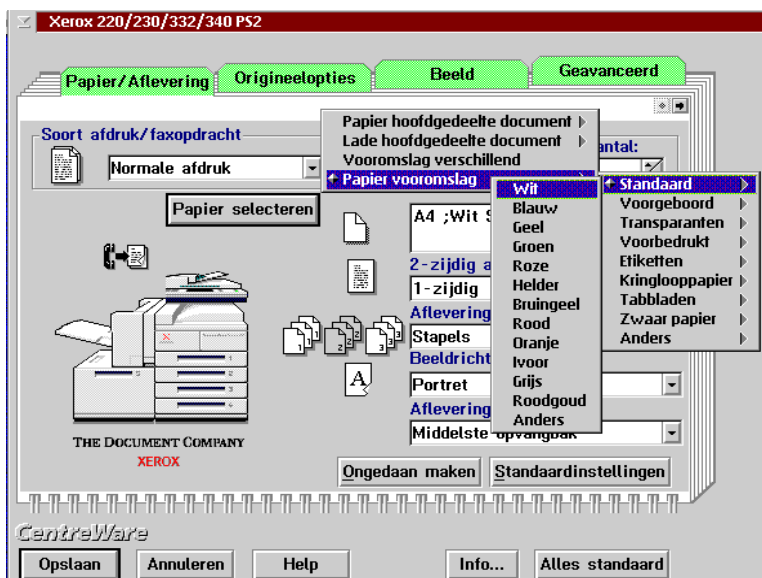 Xerox 220/230/332/340 PS2
Papier/Aflevering
Origineelopties
Beeld
Geavanceerd
Soort afdruk/faxopdracht
antal:
Normale afdruk
Papier hoofdgedeelte document
Lade hoofdgedeelte document
Vooromslag verschillend
Papier vooromslag
Wit
Blauw
Geel
Groen
Roze
Helder
Bruingeel
Rood
Oranje
Ivoor
Grijs
Roodgoud
Anders
Standaard
Voorgeboord
Transparanten
Voorbedrukt
Etiketten
Kringlooppapier
Tabbladen
Zwaar papier
Anders
Papier selecteren
A4 ;Wit S
2-zijdig a
1-zijdig
Aflevering
Stapels
Beeldricht
Portret
Aflevering
Middelste opvangbak
THE DOCUMENT COMPANY
XEROX
Ongedaan maken
Standaardinstellingen
CentreWare
Opslaan
Annuleren
Help
Info...
Alles standaard